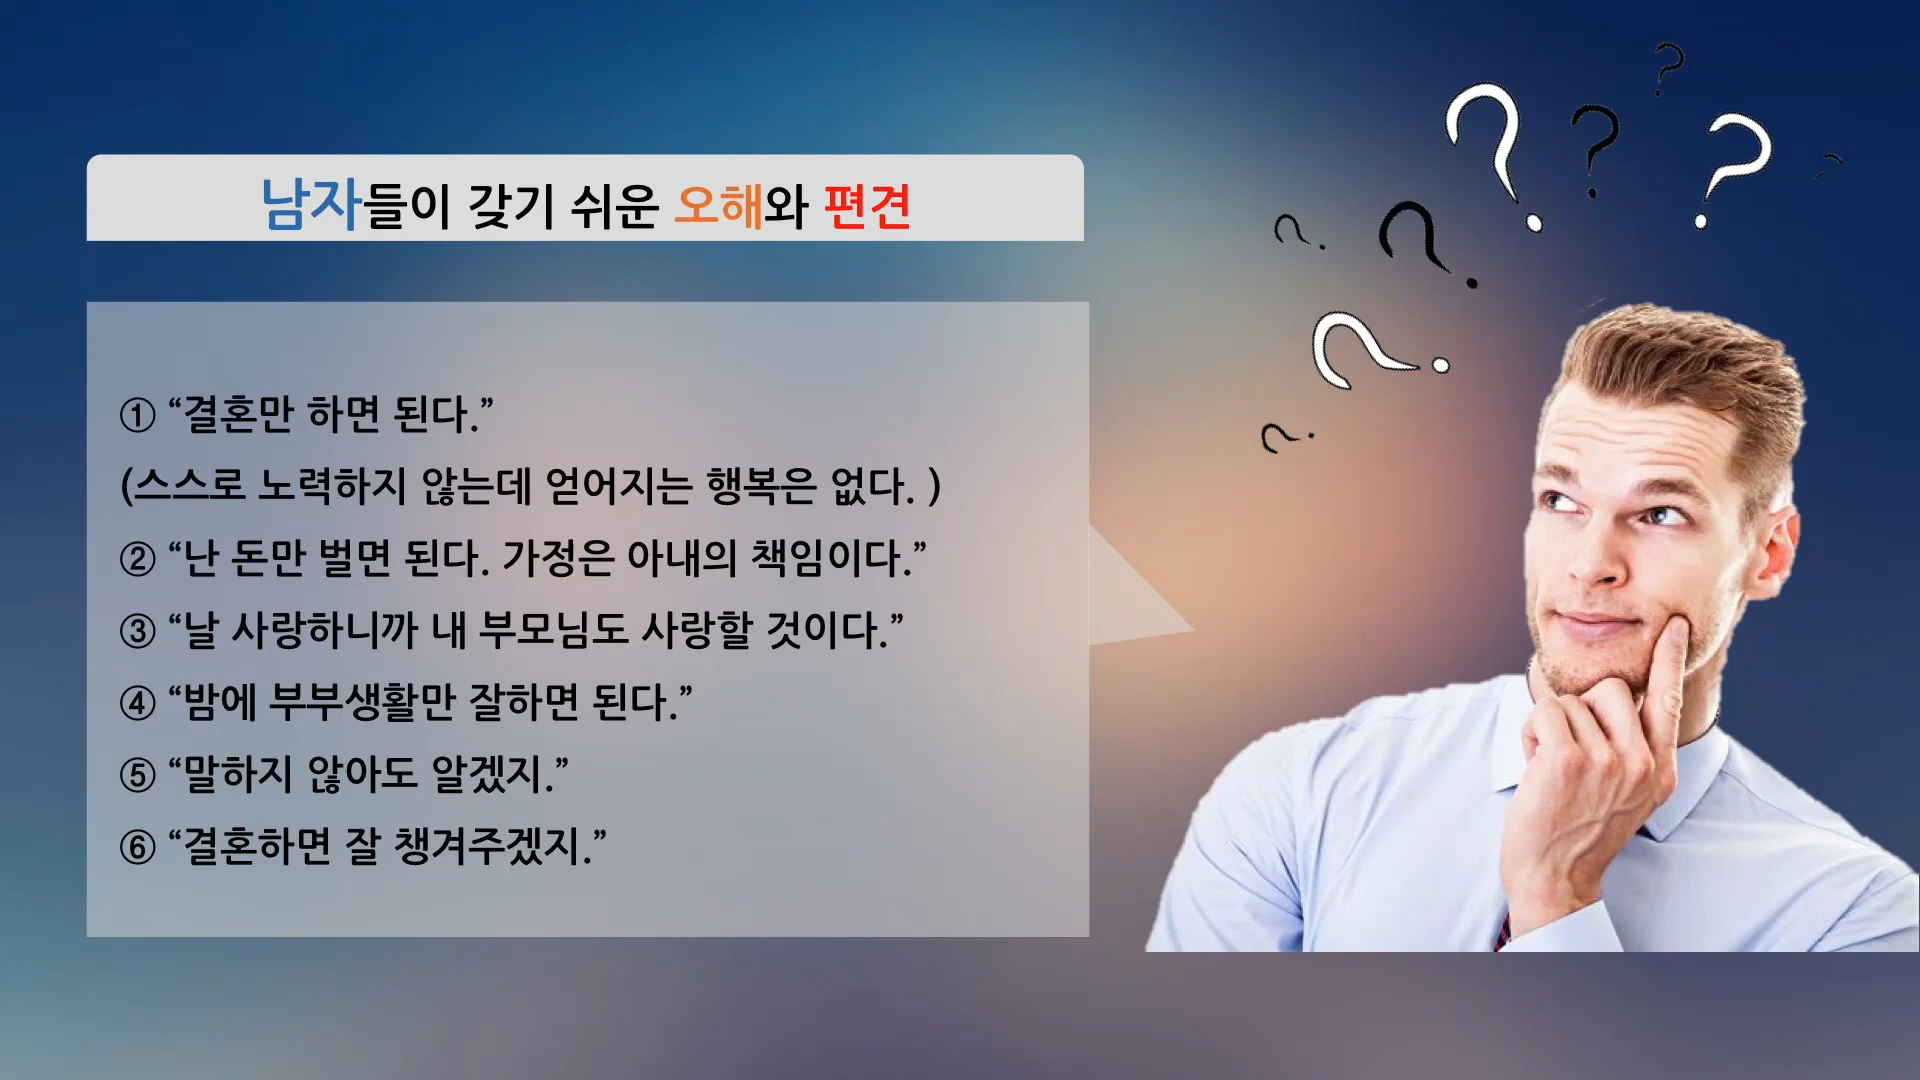 남자들이 갖기 쉬운 오해와 편견
① “결혼만 하면 된다.”
(스스로 노력하지 않는데 얻어지는 행복은 없다. )
② “난 돈만 벌면 된다. 가정은 아내의 책임이다.”
③ “날 사랑하니까 내 부모님도 사랑할 것이다.”
④ “밤에 부부생활만 잘하면 된다.”
⑤ “말하지 않아도 알겠지.”
⑥ “결혼하면 잘 챙겨주겠지.”